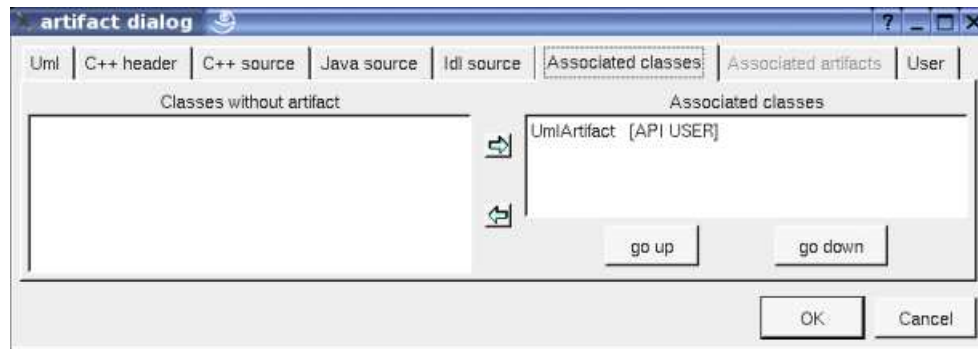 artifact dialog
Uml C++ header C++ source Java source Idl source Associated classes Associated artifacts User
Classes without artifact
Associated classes
UmlArtifact [API USER]
go up go down
OK Cancel